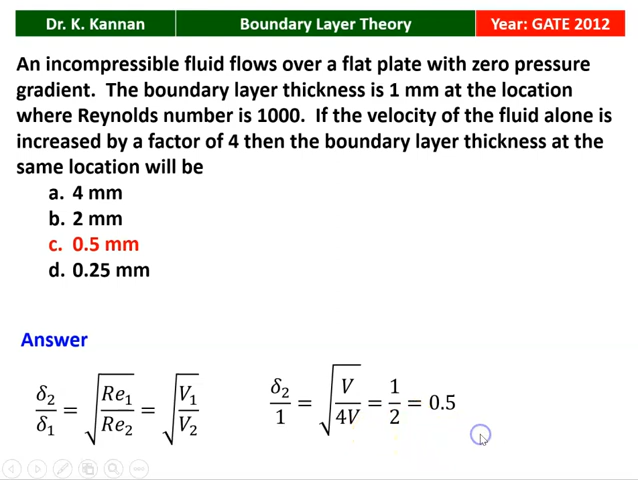 Dr. K. Kannan
Boundary Layer Theory
Year: GATE 2012
An incompressible fluid flows over a flat plate with zero pressure
gradient. The boundary layer thickness is 1 mm at the location
where Reynolds number is 1000. If the velocity of the fluid alone is
increased by a factor of 4 then the boundary layer thickness at the
same location will be
a. 4 mm
b. 2 mm
c. 0.5 mm
d. 0.25 mm
Answer
δ₂/δ₁ = √(Re₁/Re₂) = √(V₁/V₂)
δ₂/1 = √(V/4V) = 1/2 = 0.5